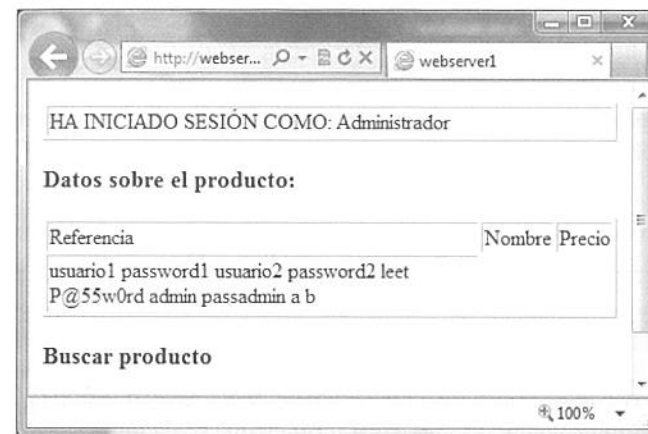 http://webser...
webserver1
HA INICIADO SESIÓN COMO: Administrador
Datos sobre el producto:
Referencia Nombre Precio
usuario1 password1 usuario2 password2 leet
P@55w0rd admin passadmin a b
Buscar producto
100%